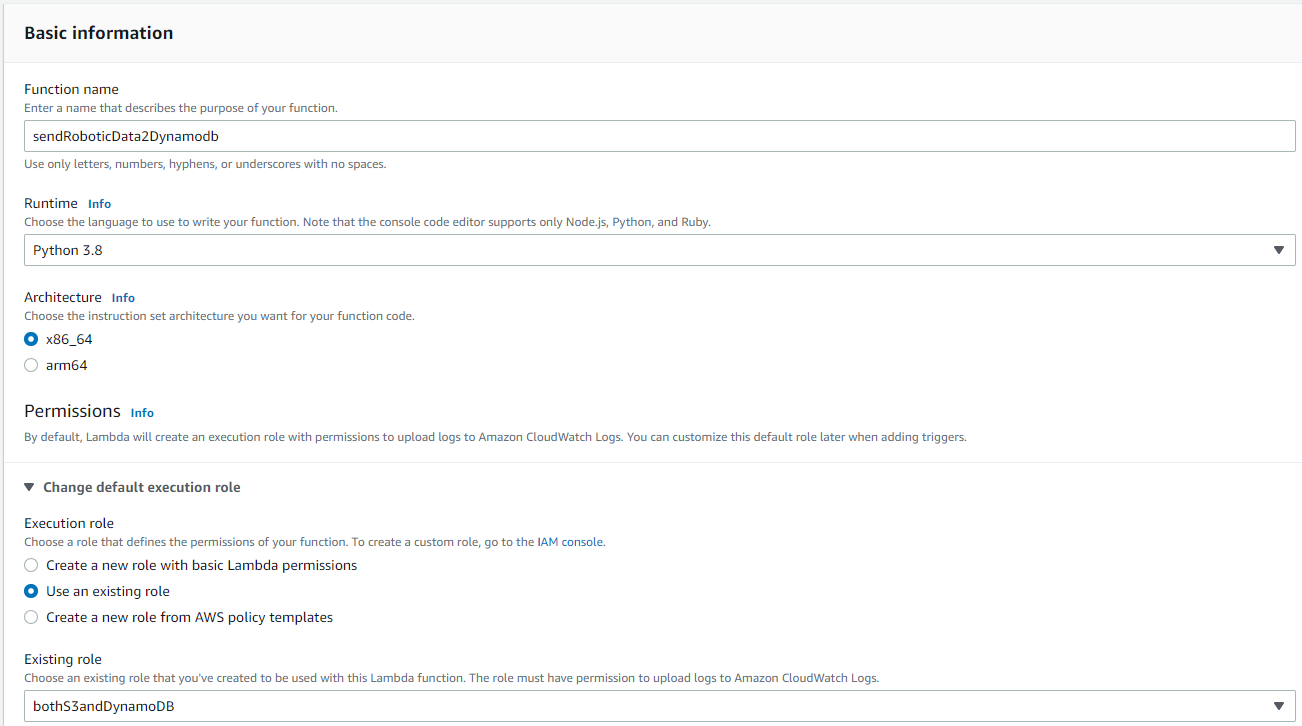 Basic information
Function name
Enter a name that describes the purpose of your function.
sendRoboticData2Dynamodb
Use only letters, numbers, hyphens, or underscores with no spaces.
Runtime Info
Choose the language to use to write your function. Note that the console code editor supports only Node.js, Python, and Ruby.
Python 3.8
Architecture Info
Choose the instruction set architecture you want for your function code.
x86_64
arm64
Permissions Info
By default, Lambda will create an execution role with permissions to upload logs to Amazon CloudWatch Logs. You can customize this default role later when adding triggers.
Change default execution role
Execution role
Choose a role that defines the permissions of your function. To create a custom role, go to the IAM console.
Create a new role with basic Lambda permissions
Use an existing role
Create a new role from AWS policy templates
Existing role
Choose an existing role that you've created to be used with this Lambda function. The role must have permission to upload logs to Amazon CloudWatch Logs.
bothS3andDynamoDB